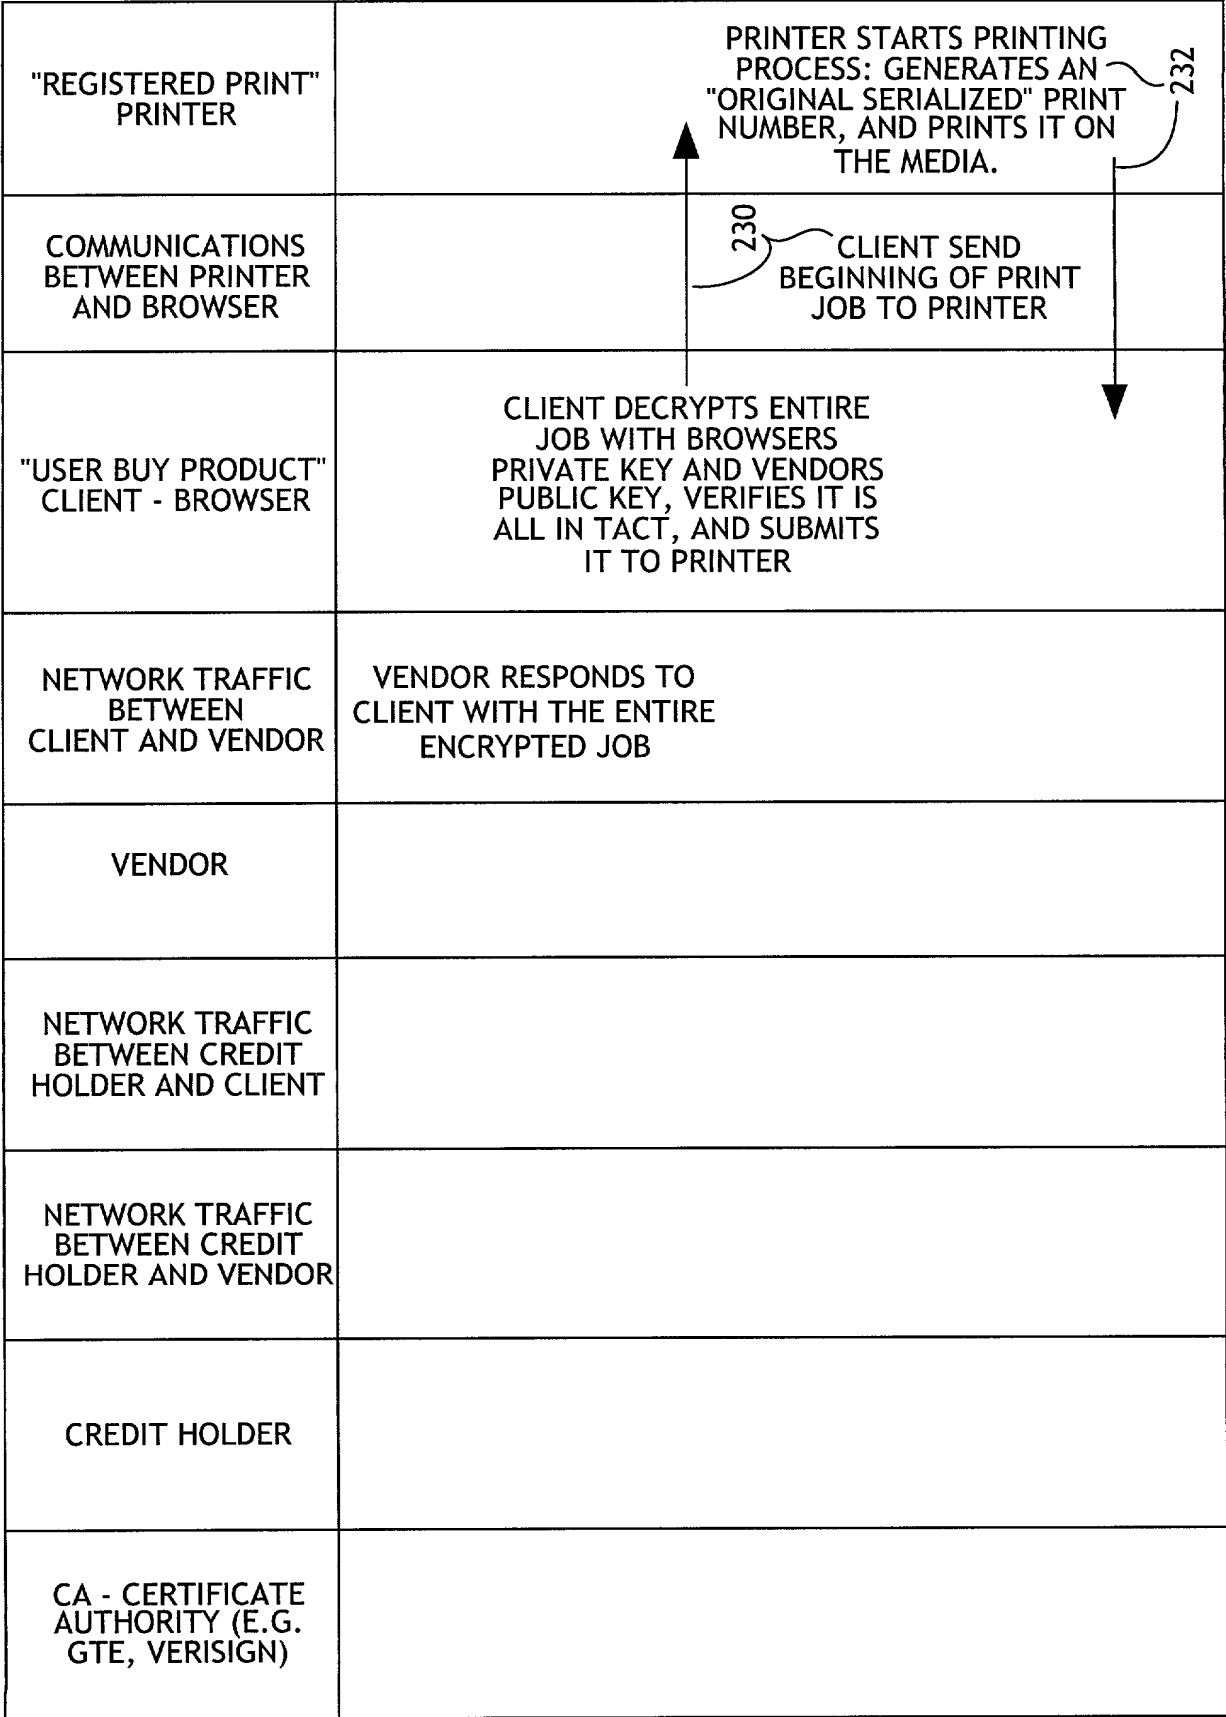 "REGISTERED PRINT"
PRINTER
PRINTER STARTS PRINTING
PROCESS: GENERATES AN
"ORIGINAL SERIALIZED" PRINT
NUMBER, AND PRINTS IT ON
THE MEDIA.
232
COMMUNICATIONS
BETWEEN PRINTER
AND BROWSER
230
CLIENT SEND
BEGINNING OF PRINT
JOB TO PRINTER
"USER BUY PRODUCT"
CLIENT - BROWSER
CLIENT DECRYPTS ENTIRE
JOB WITH BROWSERS
PRIVATE KEY AND VENDORS
PUBLIC KEY, VERIFIES IT IS
ALL IN TACT, AND SUBMITS
IT TO PRINTER
NETWORK TRAFFIC
BETWEEN
CLIENT AND VENDOR
VENDOR RESPONDS TO
CLIENT WITH THE ENTIRE
ENCRYPTED JOB
VENDOR
NETWORK TRAFFIC
BETWEEN CREDIT
HOLDER AND CLIENT
NETWORK TRAFFIC
BETWEEN CREDIT
HOLDER AND VENDOR
CREDIT HOLDER
CA - CERTIFICATE
AUTHORITY (E.G.
GTE, VERISIGN)